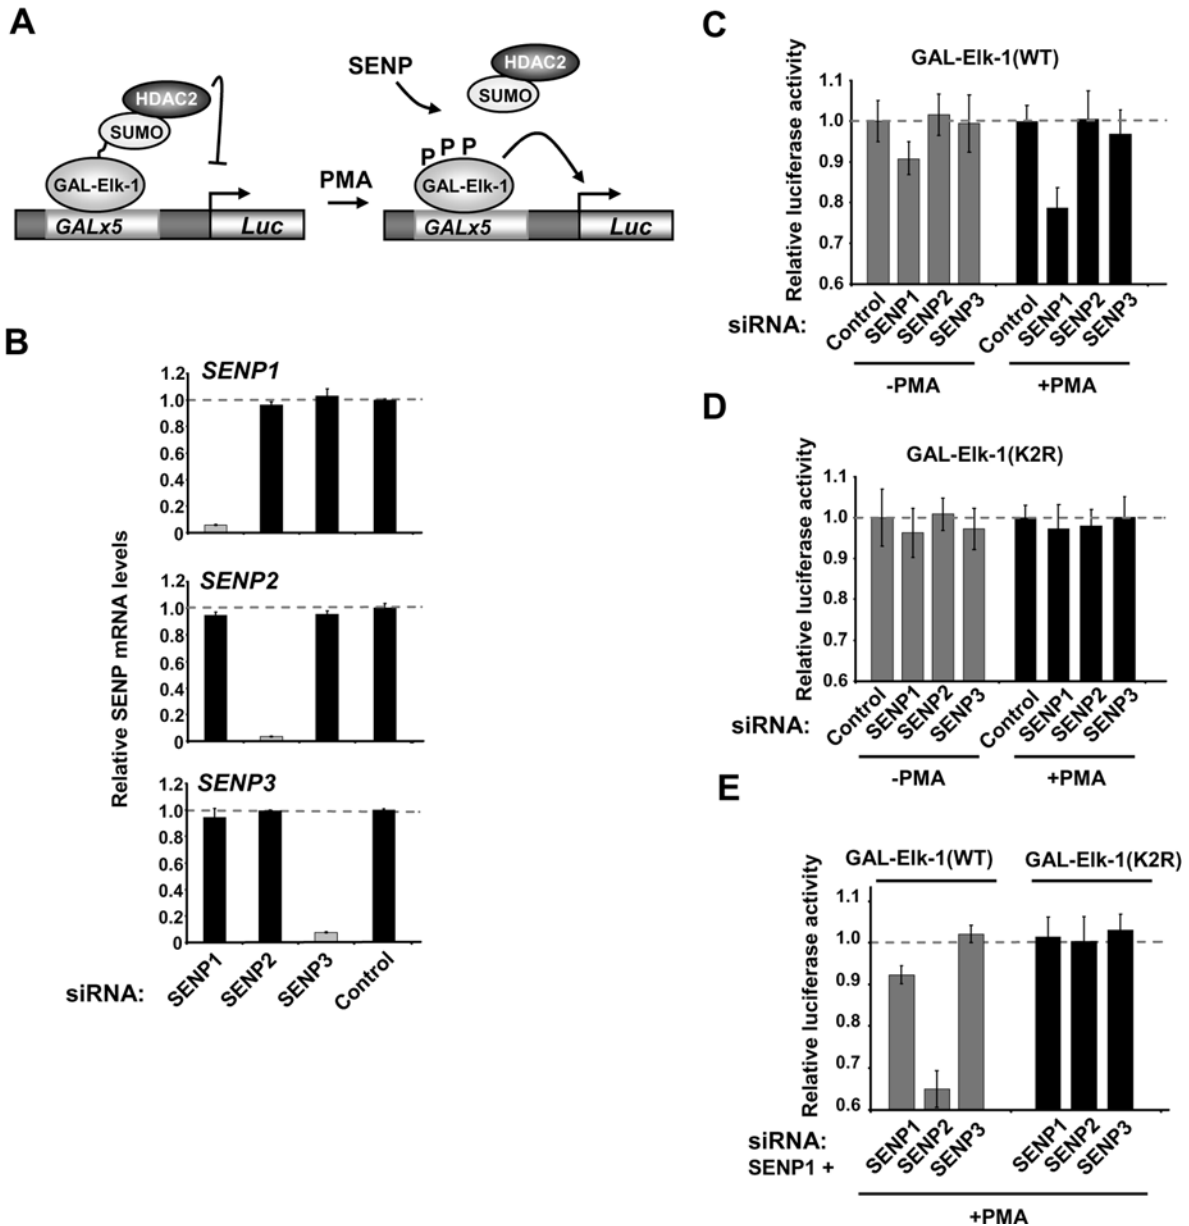 A
HDAC2
SUMO
GAL-Elk-1
GALx5
Luc
PMA
SENP
HDAC2
SUMO
P P P
GAL-Elk-1
GALx5
Luc
B
Relative SENP mRNA levels
SENP1
1.2
1.0
0.8
0.6
0.4
0.2
0
SENP2
1.2
1.0
0.8
0.6
0.4
0.2
0
SENP3
1.2
1.0
0.8
0.6
0.4
0.2
0
siRNA:
SENP1
SENP2
SENP3
Control
C
GAL-Elk-1(WT)
Relative luciferase activity
1.1
1.0
0.9
0.8
0.7
0.6
siRNA:
Control
SENP1
SENP2
SENP3
Control
SENP1
SENP2
SENP3
-PMA
+PMA
D
GAL-Elk-1(K2R)
Relative luciferase activity
1.1
1.0
0.9
0.8
0.7
0.6
siRNA:
Control
SENP1
SENP2
SENP3
Control
SENP1
SENP2
SENP3
-PMA
+PMA
E
GAL-Elk-1(WT)
GAL-Elk-1(K2R)
Relative luciferase activity
1.1
1.0
0.9
0.8
0.7
0.6
siRNA:
SENP1 +
SENP1
SENP2
SENP3
SENP1
SENP2
SENP3
+PMA